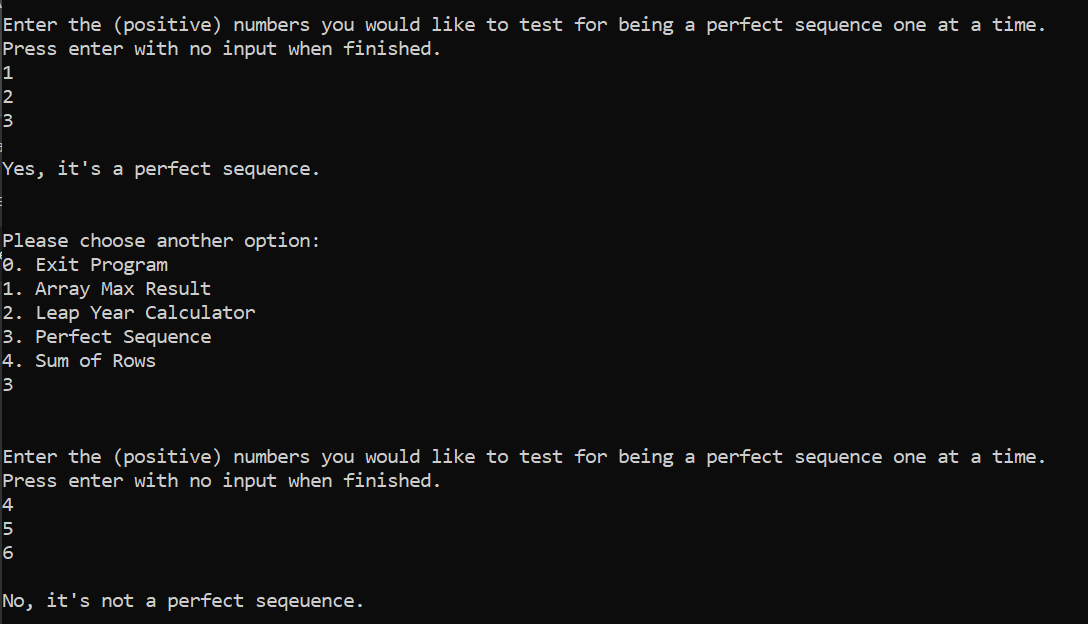 Enter the (positive) numbers you would like to test for being a perfect sequence one at a time.
Press enter with no input when finished.
1
2
3
Yes, it's a perfect sequence.
Please choose another option:
0. Exit Program
1. Array Max Result
2. Leap Year Calculator
3. Perfect Sequence
4. Sum of Rows
3
Enter the (positive) numbers you would like to test for being a perfect sequence one at a time.
Press enter with no input when finished.
4
5
6
No, it's not a perfect seqeuence.